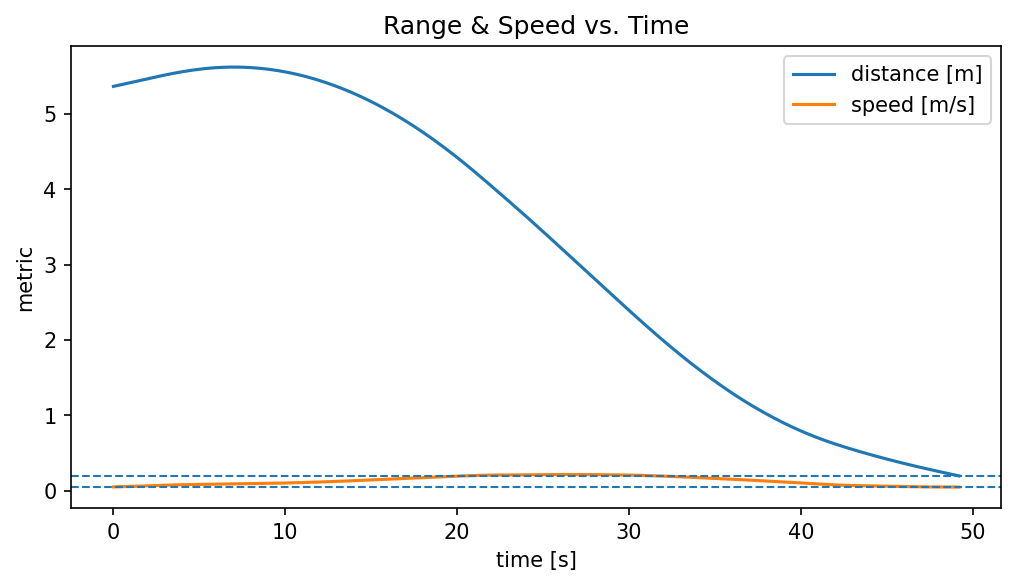 Range & Speed vs. Time
distance [m]
speed [m/s]
metric
5
4
3
2
1
0
0 10 20 30 40 50
time [s]